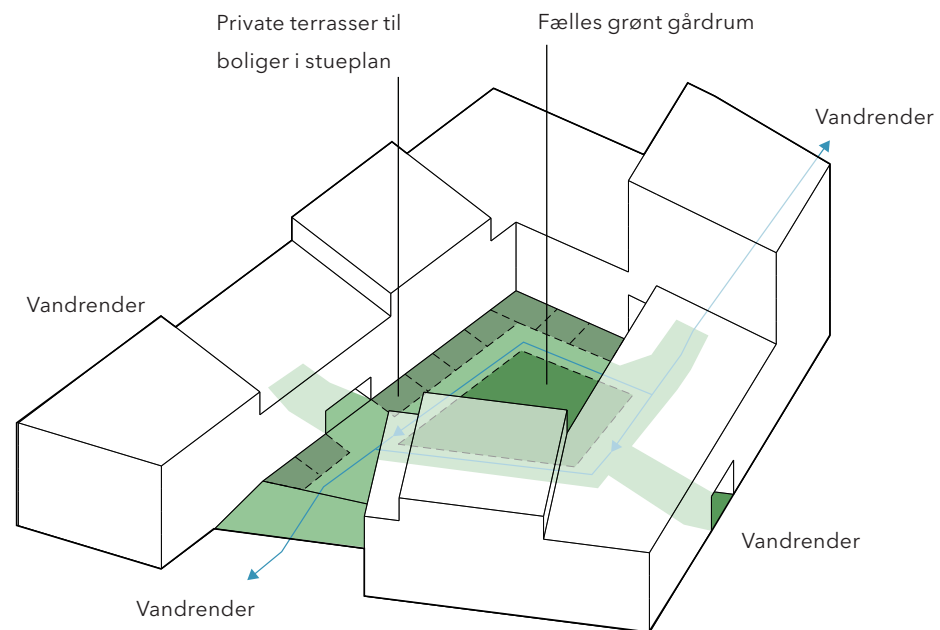 Private terrasser til
boliger i stueplan
Fælles grønt gårdrum
Vandrender
Vandrender
Vandrender
Vandrender